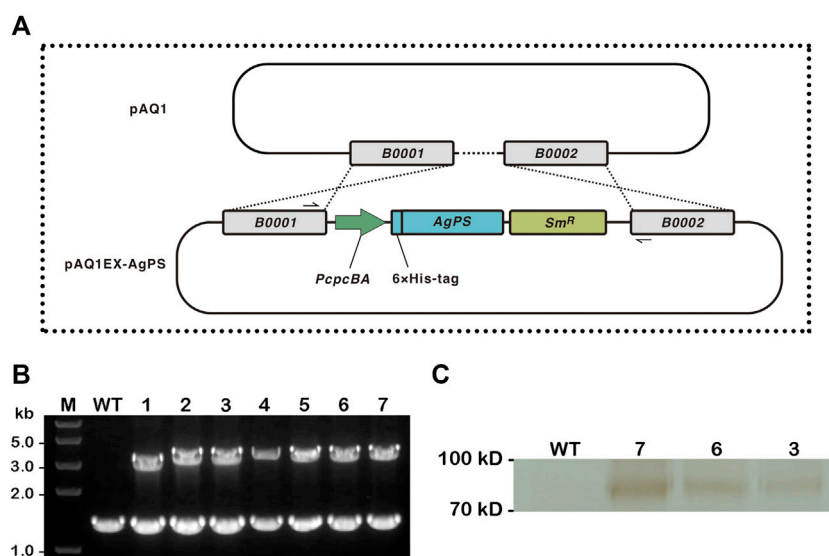 A
pAQ1
B0001 B0002
B0001 AgPS SmR B0002
pAQ1EX-AgPS
PcpcBA 6×His-tag
B
M WT 1 2 3 4 5 6 7
kb
5.0
3.0
2.0
1.0
C
WT 7 6 3
100 kD
70 kD